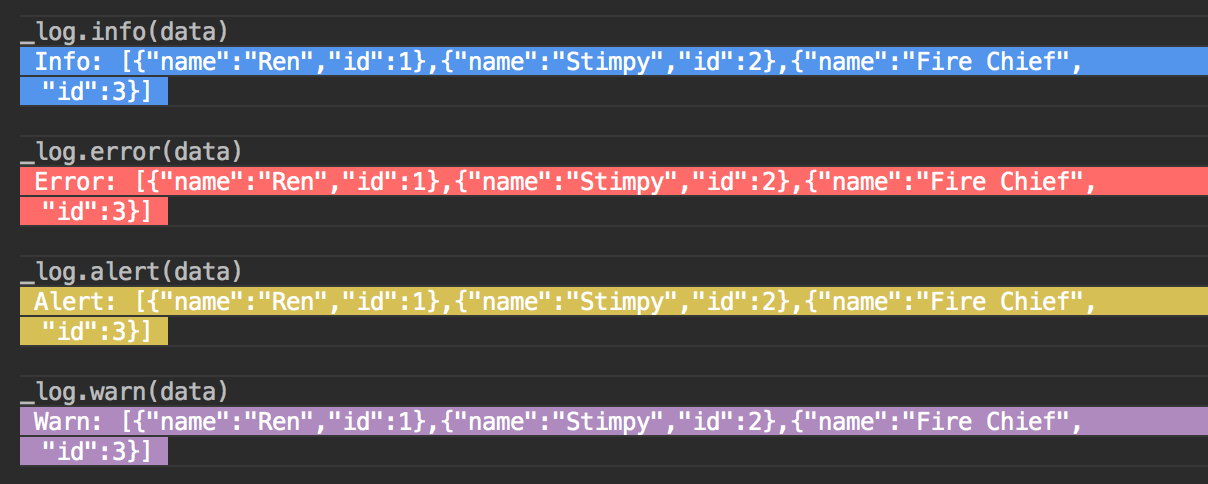 _log.info(data)
Info: [{"name":"Ren","id":1},{"name":"Stimpy","id":2},{"name":"Fire Chief",
"id":3}]
_log.error(data)
Error: [{"name":"Ren","id":1},{"name":"Stimpy","id":2},{"name":"Fire Chief",
"id":3}]
_log.alert(data)
Alert: [{"name":"Ren","id":1},{"name":"Stimpy","id":2},{"name":"Fire Chief",
"id":3}]
_log.warn(data)
Warn: [{"name":"Ren","id":1},{"name":"Stimpy","id":2},{"name":"Fire Chief",
"id":3}]